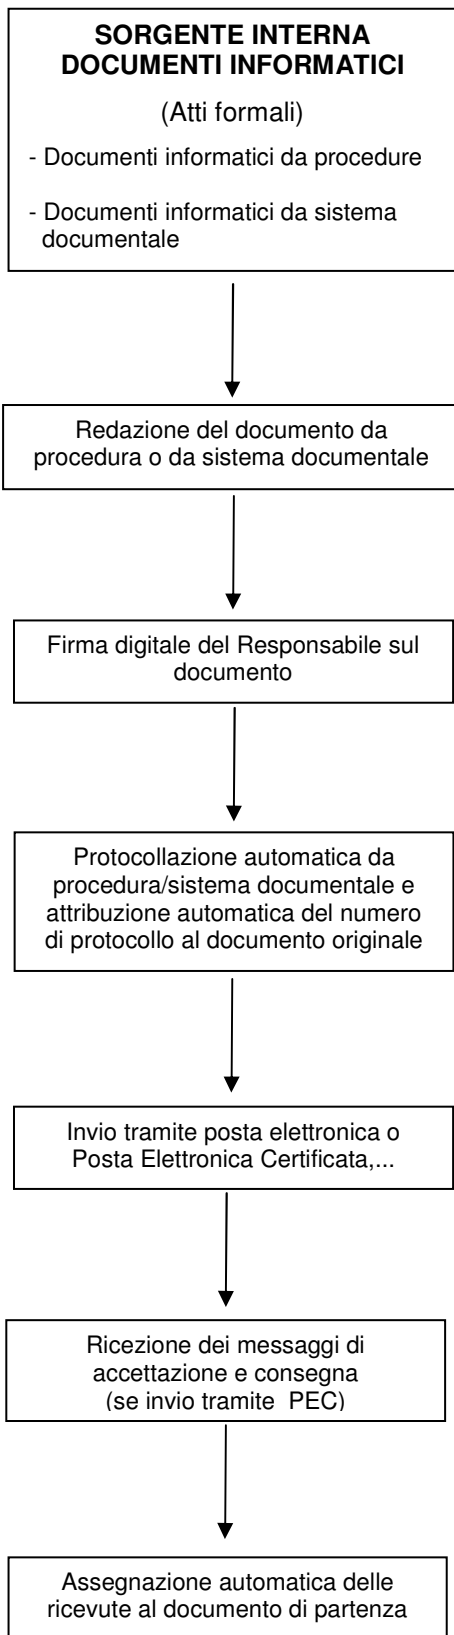 SORGENTE INTERNA
DOCUMENTI INFORMATICI
(Atti formali)
- Documenti informatici da procedure
- Documenti informatici da sistema
documentale
Redazione del documento da
procedura o da sistema documentale
Firma digitale del Responsabile sul
documento
Protocollazione automatica da
procedura/sistema documentale e
attribuzione automatica del numero
di protocollo al documento originale
Invio tramite posta elettronica o
Posta Elettronica Certificata,...
Ricezione dei messaggi di
accettazione e consegna
(se invio tramite PEC)
Assegnazione automatica delle
ricevute al documento di partenza